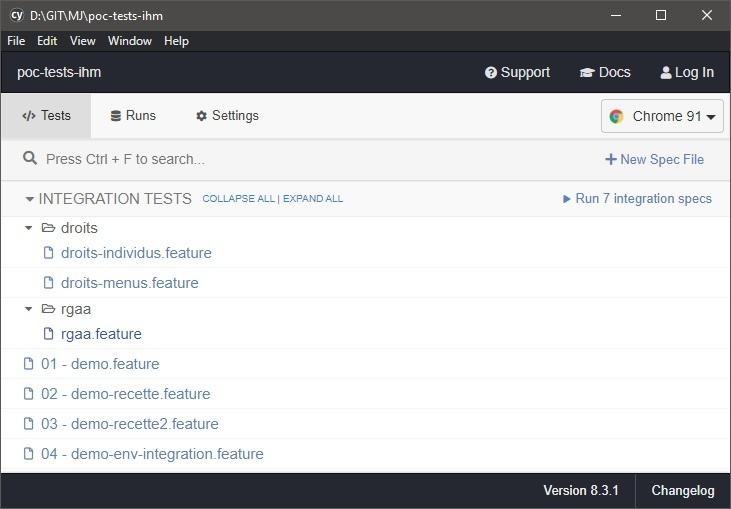 cy D:\GIT\MJ\poc-tests-ihm
File Edit View Window Help
poc-tests-ihm Support Docs Log In
Tests Runs Settings Chrome 91
Press Ctrl + F to search... New Spec File
INTEGRATION TESTS COLLAPSE ALL | EXPAND ALL Run 7 integration specs
droits
droits-individus.feature
droits-menus.feature
rgaa
rgaa.feature
01 - demo.feature
02 - demo-recette.feature
03 - demo-recette2.feature
04 - demo-env-integration.feature
Version 8.3.1 Changelog